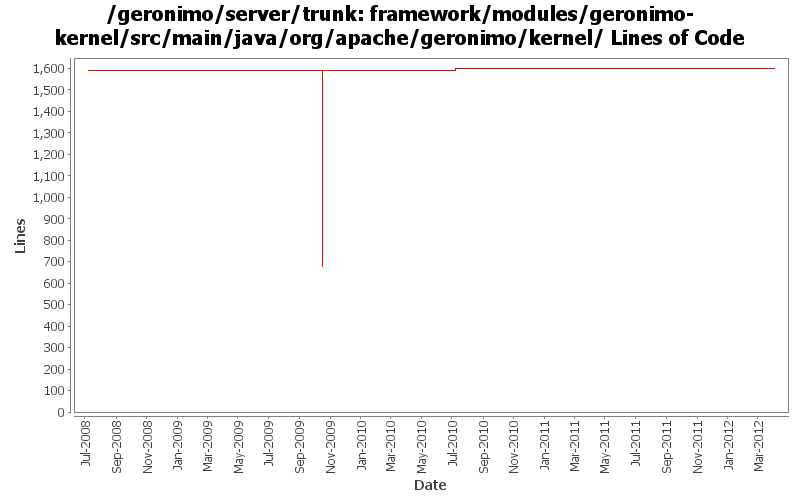 /geronimo/server/trunk: framework/modules/geronimo-
kernel/src/main/java/org/apache/geronimo/kernel/ Lines of Code
1,600
1,500
1,400
1,300
1,200
1,100
1,000
900
800
700
600
500
400
300
200
100
0
Lines
Jul-2008
Sep-2008
Nov-2008
Jan-2009
Mar-2009
May-2009
Jul-2009
Sep-2009
Nov-2009
Jan-2010
Mar-2010
May-2010
Jul-2010
Sep-2010
Nov-2010
Jan-2011
Mar-2011
May-2011
Jul-2011
Sep-2011
Nov-2011
Jan-2012
Mar-2012
Date